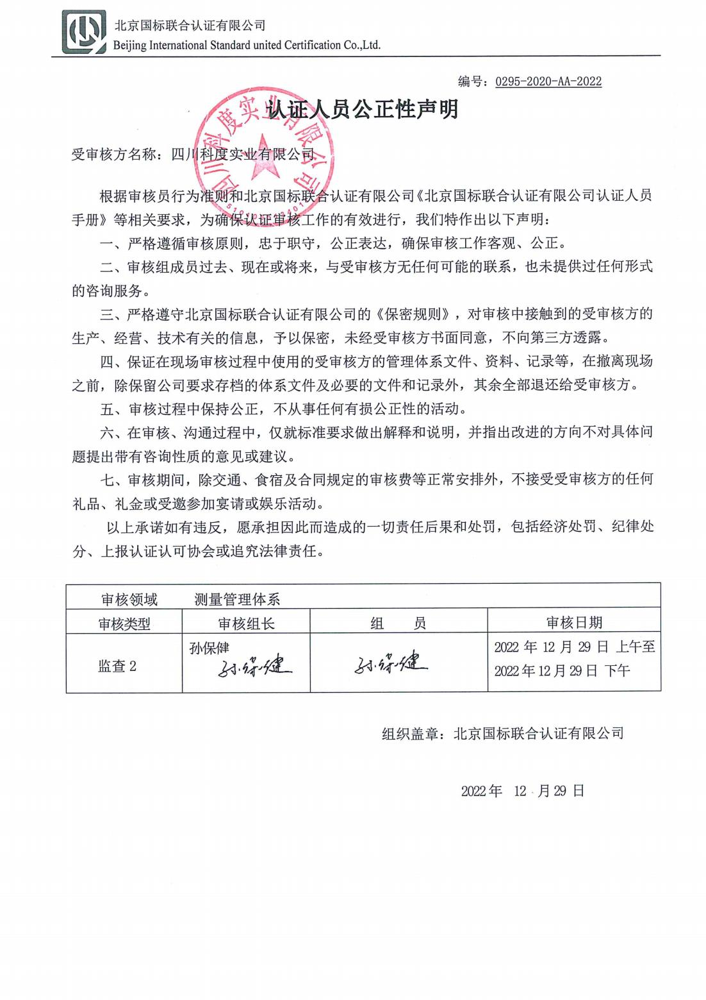 北京国标联合认证有限公司
Beijing International Standard united Certification Co.,Ltd.
编号：0295-2020-AA-2022
认证人员公正性声明
四川科度实业有限公司
受审核方名称：四川科度实业有限公司
根据审核员行为准则和北京国标联合认证有限公司《北京国标联合认证有限公司认证人员
手册》等相关要求，为确保认证审核工作的有效进行，我们特作出以下声明：
一、严格遵循审核原则，忠于职守，公正表达，确保审核工作客观、公正。
二、审核组成员过去、现在或将来，与受审核方无任何可能的联系，也未提供过任何形式
的咨询服务。
三、严格遵守北京国标联合认证有限公司的《保密规则》，对审核中接触到的受审核方的
生产、经营、技术有关的信息，予以保密，未经受审核方书面同意，不向第三方透露。
四、保证在现场审核过程中使用的受审核方的管理体系文件、资料、记录等，在撤离现场
之前，除保留公司要求存档的体系文件及必要的文件和记录外，其余全部退还给受审核方。
五、审核过程中保持公正，不从事任何有损公正性的活动。
六、在审核、沟通过程中，仅就标准要求做出解释和说明，并指出改进的方向不对具体问
题提出带有咨询性质的意见或建议。
七、审核期间，除交通、食宿及合同规定的审核费等正常安排外，不接受受审核方的任何
礼品、礼金或受邀参加宴请或娱乐活动。
以上承诺如有违反，愿承担因此而造成的一切责任后果和处罚，包括经济处罚、纪律处
分、上报认证认可协会或追究法律责任。
审核领域 测量管理体系
审核类型 审核组长 组 员 审核日期
监查 2
孙保健
孙保健
孙保健
2022 年 12 月 29 日 上午至
2022 年 12 月 29 日 下午
组织盖章：北京国标联合认证有限公司
2022 年 12 月 29 日